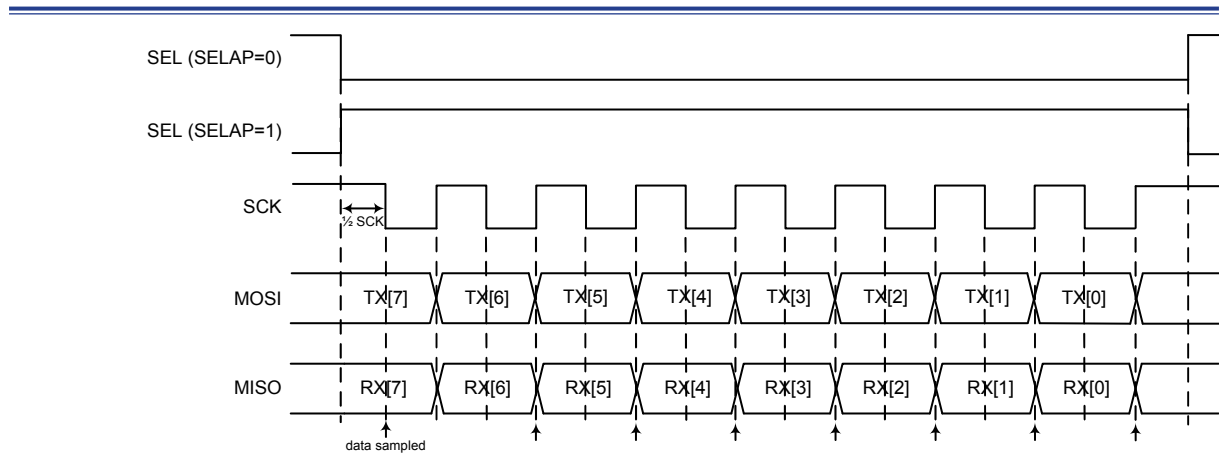 SEL (SELAP=0)
SEL (SELAP=1)
SCK
½ SCK
MOSI
TX[7] TX[6] TX[5] TX[4] TX[3] TX[2] TX[1] TX[0]
MISO
RX[7] RX[6] RX[5] RX[4] RX[3] RX[2] RX[1] RX[0]
data sampled